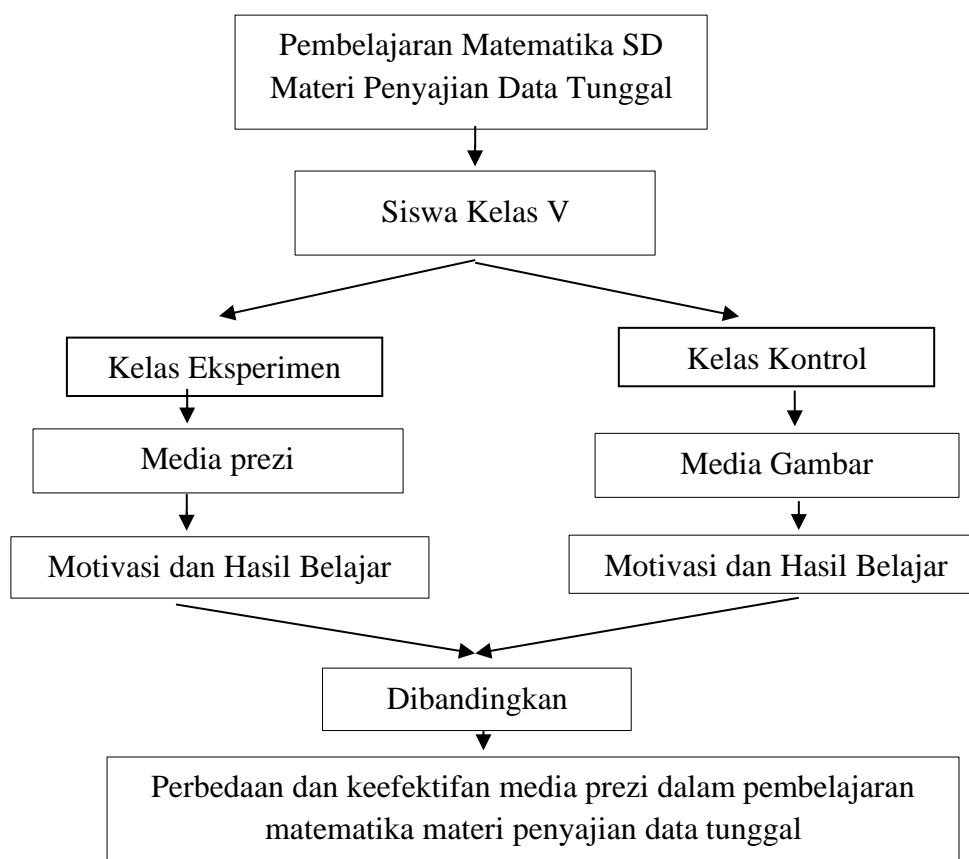 Pembelajaran Matematika SD
Materi Penyajian Data Tunggal
Siswa Kelas V
Kelas Eksperimen
Kelas Kontrol
Media prezi
Media Gambar
Motivasi dan Hasil Belajar
Motivasi dan Hasil Belajar
Dibandingkan
Perbedaan dan keefektifan media prezi dalam pembelajaran
matematika materi penyajian data tunggal